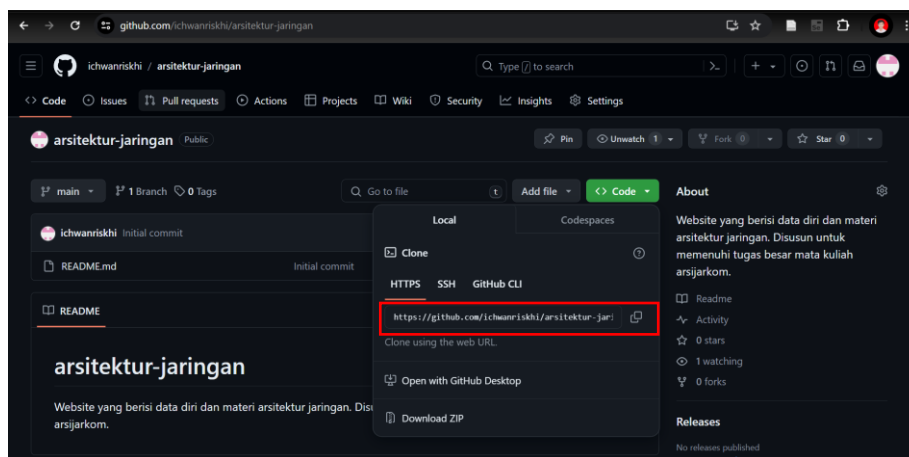 github.com/ichwanriskhi/arsitektur-jaringan
ichwanriskhi / arsitektur-jaringan
Type / to search
Code Issues Pull requests Actions Projects Wiki Security Insights Settings
arsitektur-jaringan Public
Pin Unwatch 1 Fork 0 Star 0
main 1 Branch 0 Tags
Go to file t Add file Code
ichwanriskhi Initial commit
README.md Initial commit
README
arsitektur-jaringan
Website yang berisi data diri dan materi arsitektur jaringan. Dis
arsijarkom.
Local Codespaces
Clone
HTTPS SSH GitHub CLI
https://github.com/ichwanriskhi/arsitektur-jar
Clone using the web URL.
Open with GitHub Desktop
Download ZIP
About
Website yang berisi data diri dan materi
arsitektur jaringan. Disusun untuk
memenuhi tugas besar mata kuliah
arsijarkom.
Readme
Activity
0 stars
1 watching
0 forks
Releases
No releases published